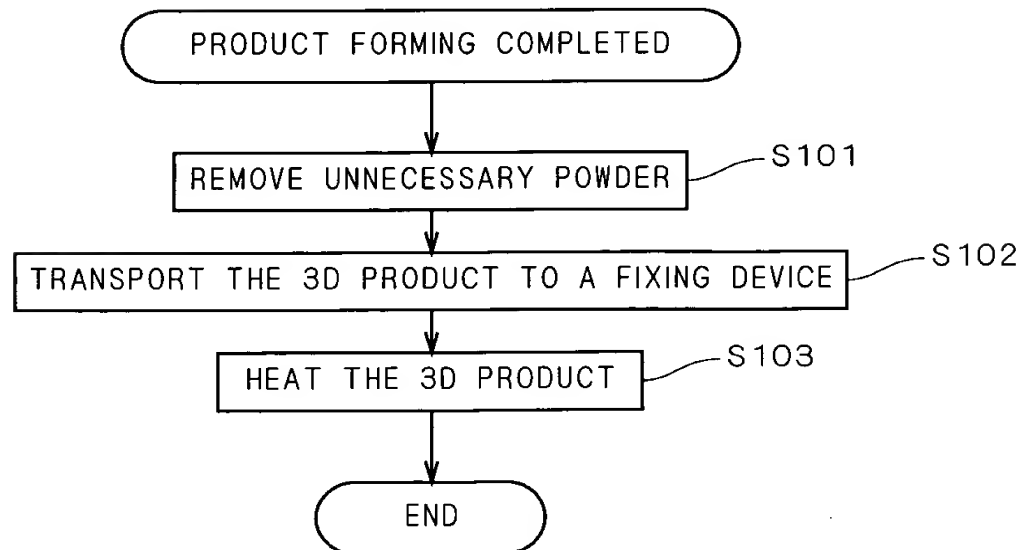 PRODUCT FORMING COMPLETED
REMOVE UNNECESSARY POWDER
S101
TRANSPORT THE 3D PRODUCT TO A FIXING DEVICE
S102
HEAT THE 3D PRODUCT
S103
END